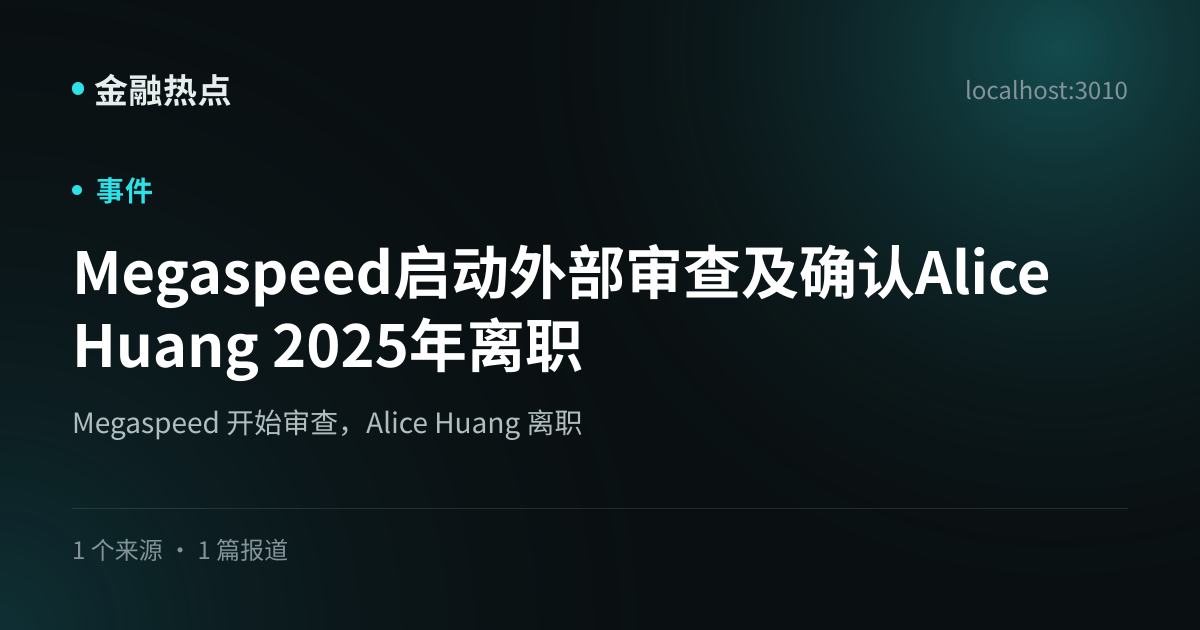 金融热点
localhost:3010
事件
Megaspeed启动外部审查及确认Alice
Huang 2025年离职
Megaspeed 开始审查，Alice Huang 离职
1 个来源 · 1 篇报道